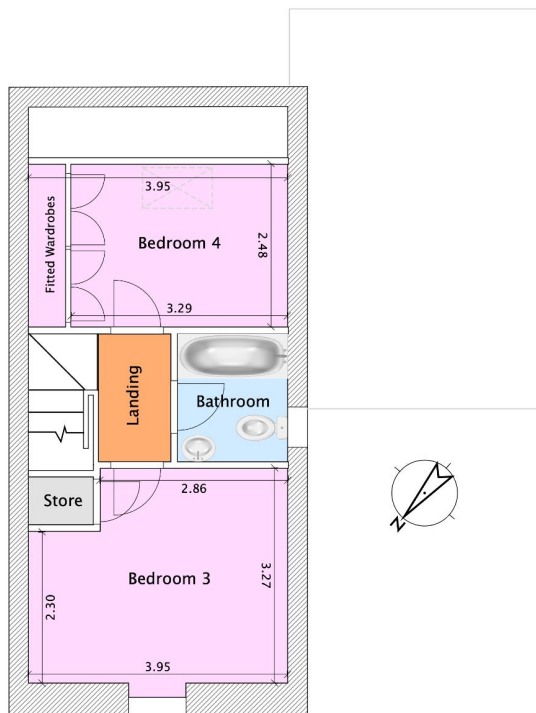 3.95
Fitted Wardrobes
Bedroom 4
2.48
3.29
Landing
Bathroom
2.86
Store
Bedroom 3
3.27
2.30
3.95
N